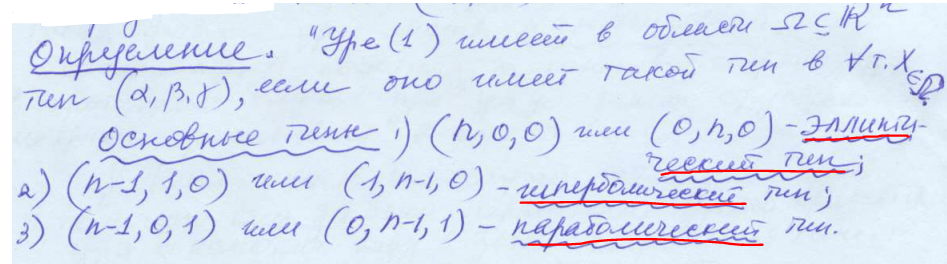 Определение. "Уре(1) имеет в области Ω ⊆ ℝⁿ
тип (α, β, γ), если оно имеет такой тип в ∀ т. X ∈ Ω
Основные типы 1) (n, 0, 0) или (0, n, 0) - эллипти-
ческий тип;
2) (n-1, 1, 0) или (1, n-1, 0) - гиперболический тип;
3) (n-1, 0, 1) или (0, n-1, 1) - параболический тип.